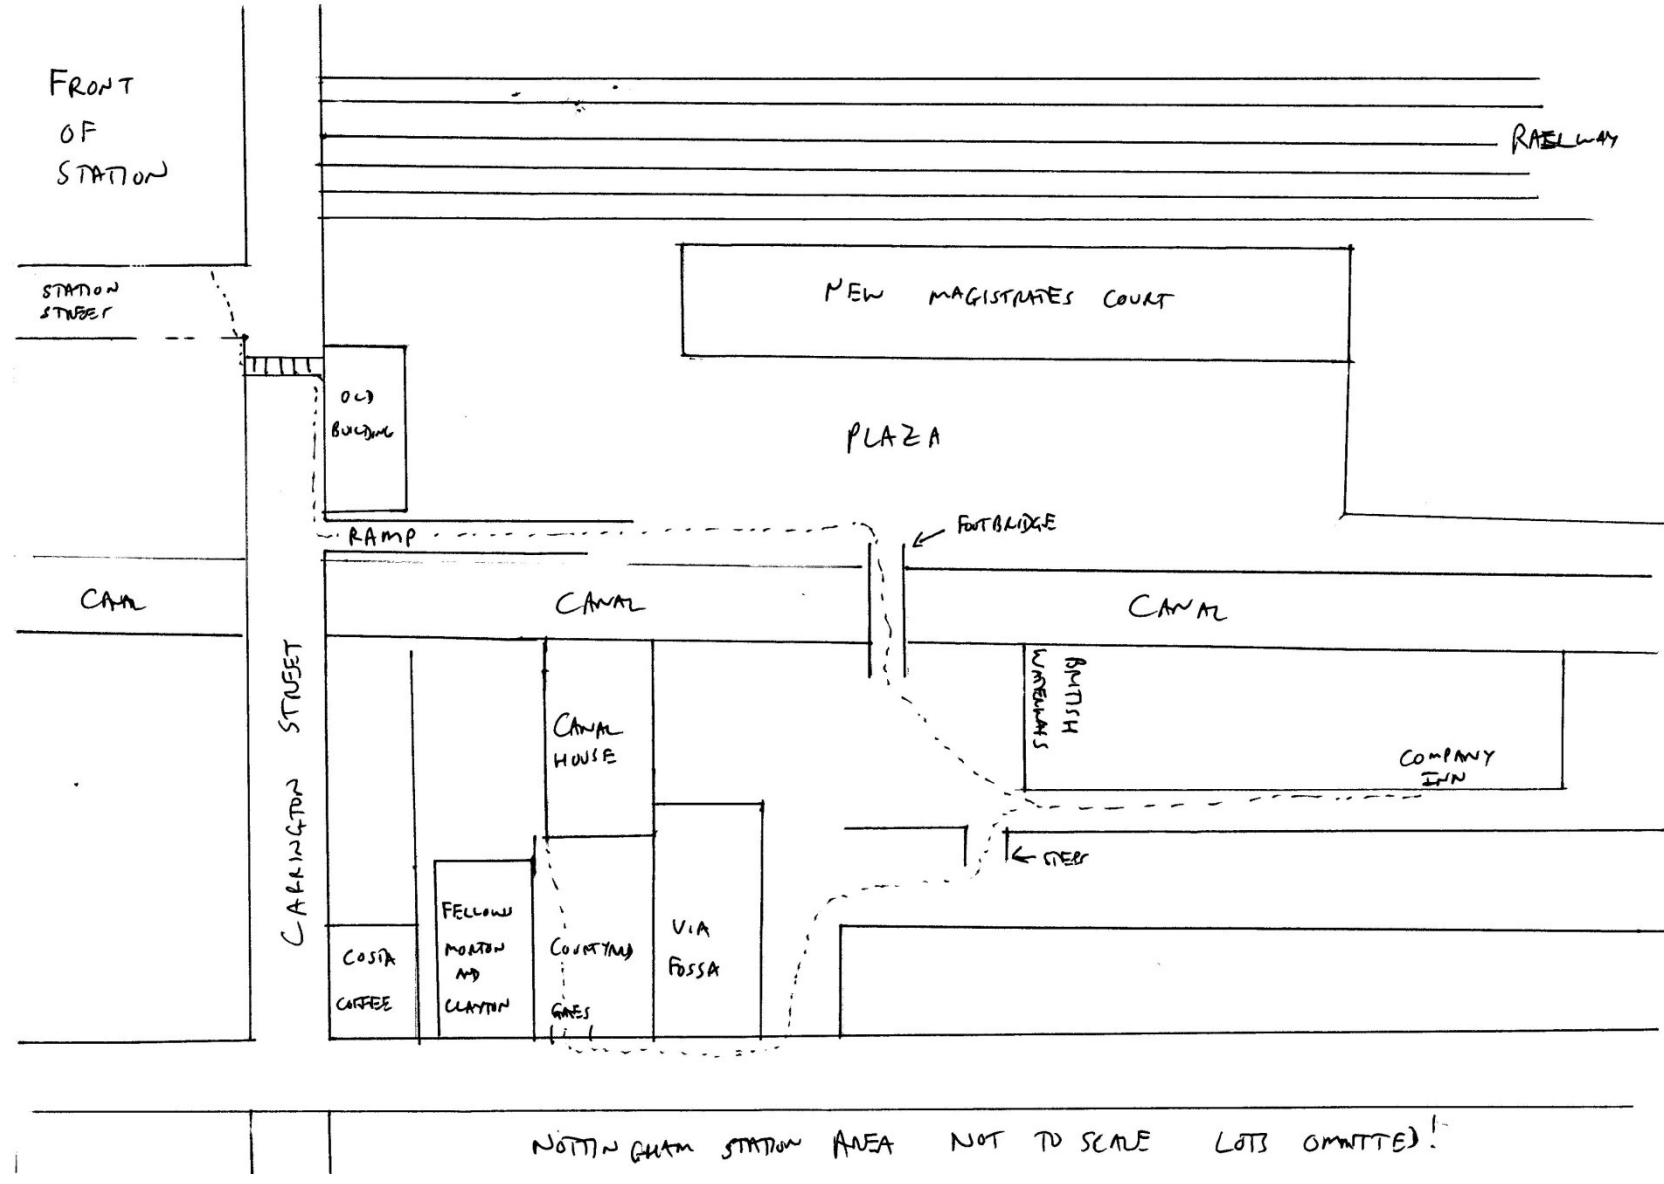 FRONT
OF
STATION
RAILWAY
STATION
STREET
NEW MAGISTRATES COURT
OLD
BUILDING
PLAZA
FOOTBRIDGE
RAMP
CANAL
CANAL
CANAL
CARRINGTON STREET
BRITISH
WATERWAYS
CANAL
HOUSE
COMPANY
INN
STEPS
FELLOWS
MORTON
AND
CLAYTON
COURTYARD
VIA
FOSSA
COSTA
COFFEE
GATES
NOTTINGHAM STATION AREA NOT TO SCALE LOTS OMITTED!